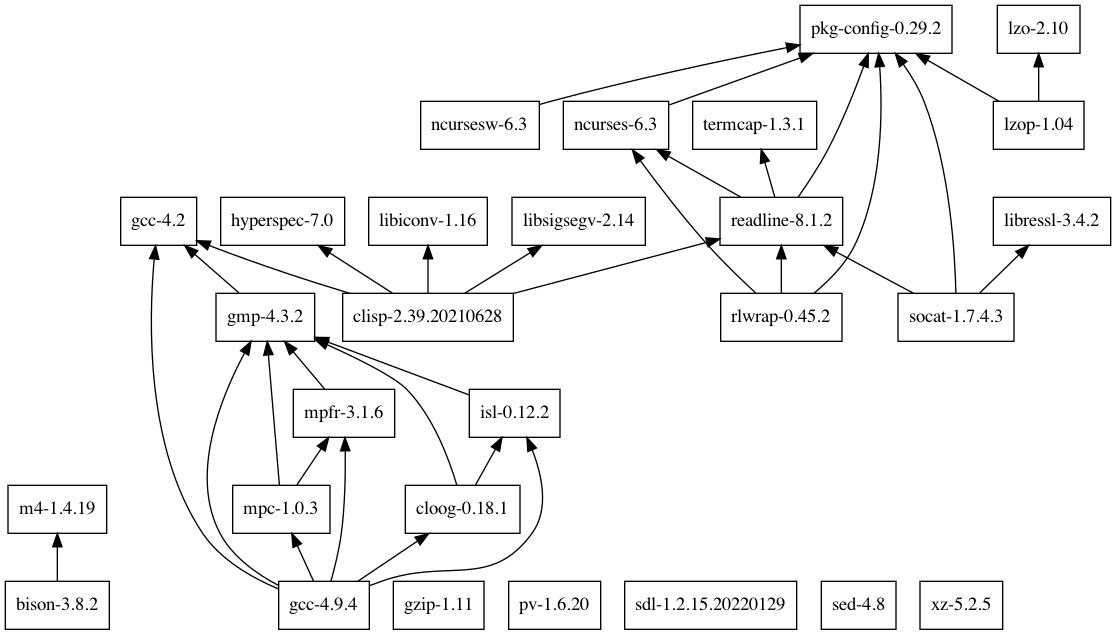 pkg-config-0.29.2
lzo-2.10
ncursesw-6.3
ncurses-6.3
termcap-1.3.1
lzop-1.04
gcc-4.2
hyperspec-7.0
libiconv-1.16
libsigsegv-2.14
readline-8.1.2
libressl-3.4.2
gmp-4.3.2
clisp-2.39.20210628
rlwrap-0.45.2
socat-1.7.4.3
mpfr-3.1.6
isl-0.12.2
m4-1.4.19
mpc-1.0.3
cloog-0.18.1
bison-3.8.2
gcc-4.9.4
gzip-1.11
pv-1.6.20
sdl-1.2.15.20220129
sed-4.8
xz-5.2.5